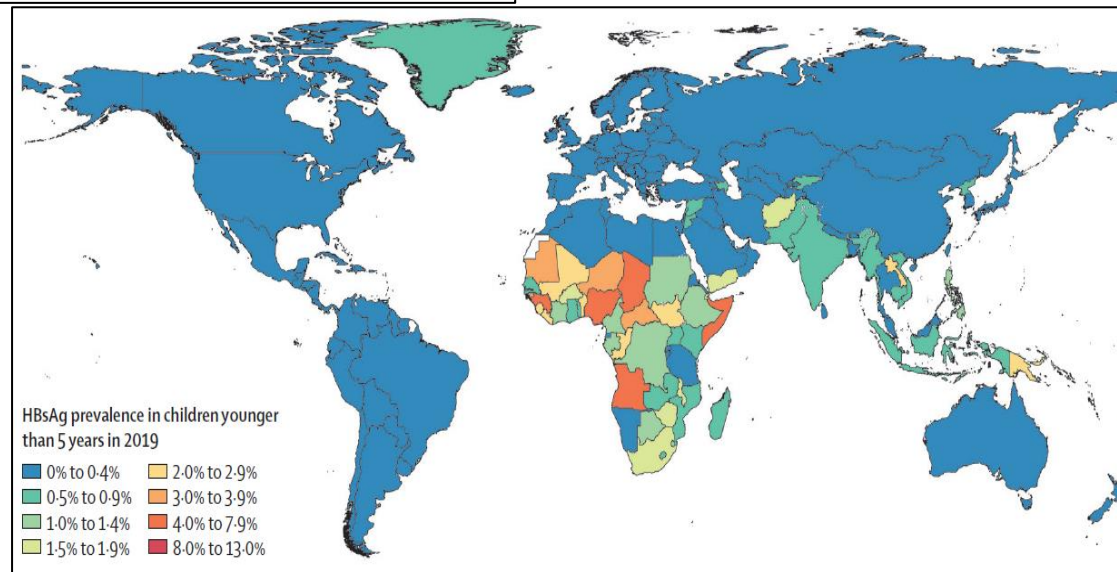 HBsAg prevalence in children younger
than 5 years in 2019
0% to 0·4%
0·5% to 0·9%
1·0% to 1·4%
1·5% to 1·9%
2·0% to 2·9%
3·0% to 3·9%
4·0% to 7·9%
8·0% to 13·0%